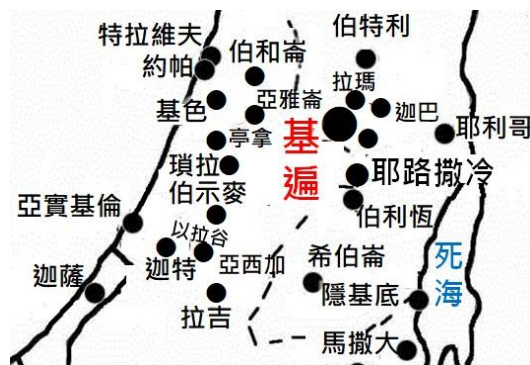 特拉維夫
伯特利
伯和崙
約帕
拉瑪
基色
亞雅崙
迦巴
耶利哥
基遍
亭拿
瑣拉
耶路撒冷
伯示麥
亞實基倫
伯利恆
以拉谷
迦特
亞西加
希伯崙
死海
迦薩
隱基底
拉吉
馬撒大